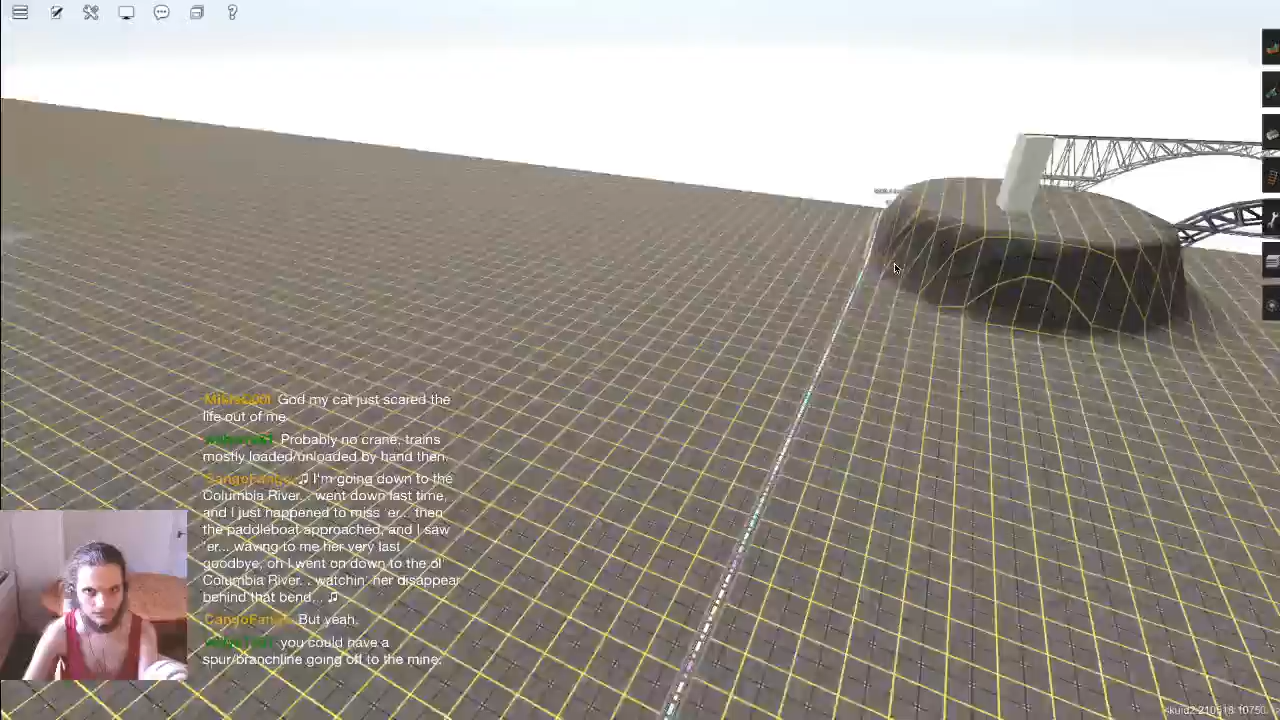 God my cat just scared the
life out of me
Probably no crane, trains
mostly loaded/unloaded by hand then.
♫ I'm going down to the
Columbia River... went down last time,
and I just happened to miss 'er... then
the paddleboat approached, and I saw
'er... waving to me her very last
goodbye, oh I went on down to the ol'
Columbia River... watchin' her disappear
behind that bend... ♫
But yeah.
you could have a
spur/branchline going off to the mine.